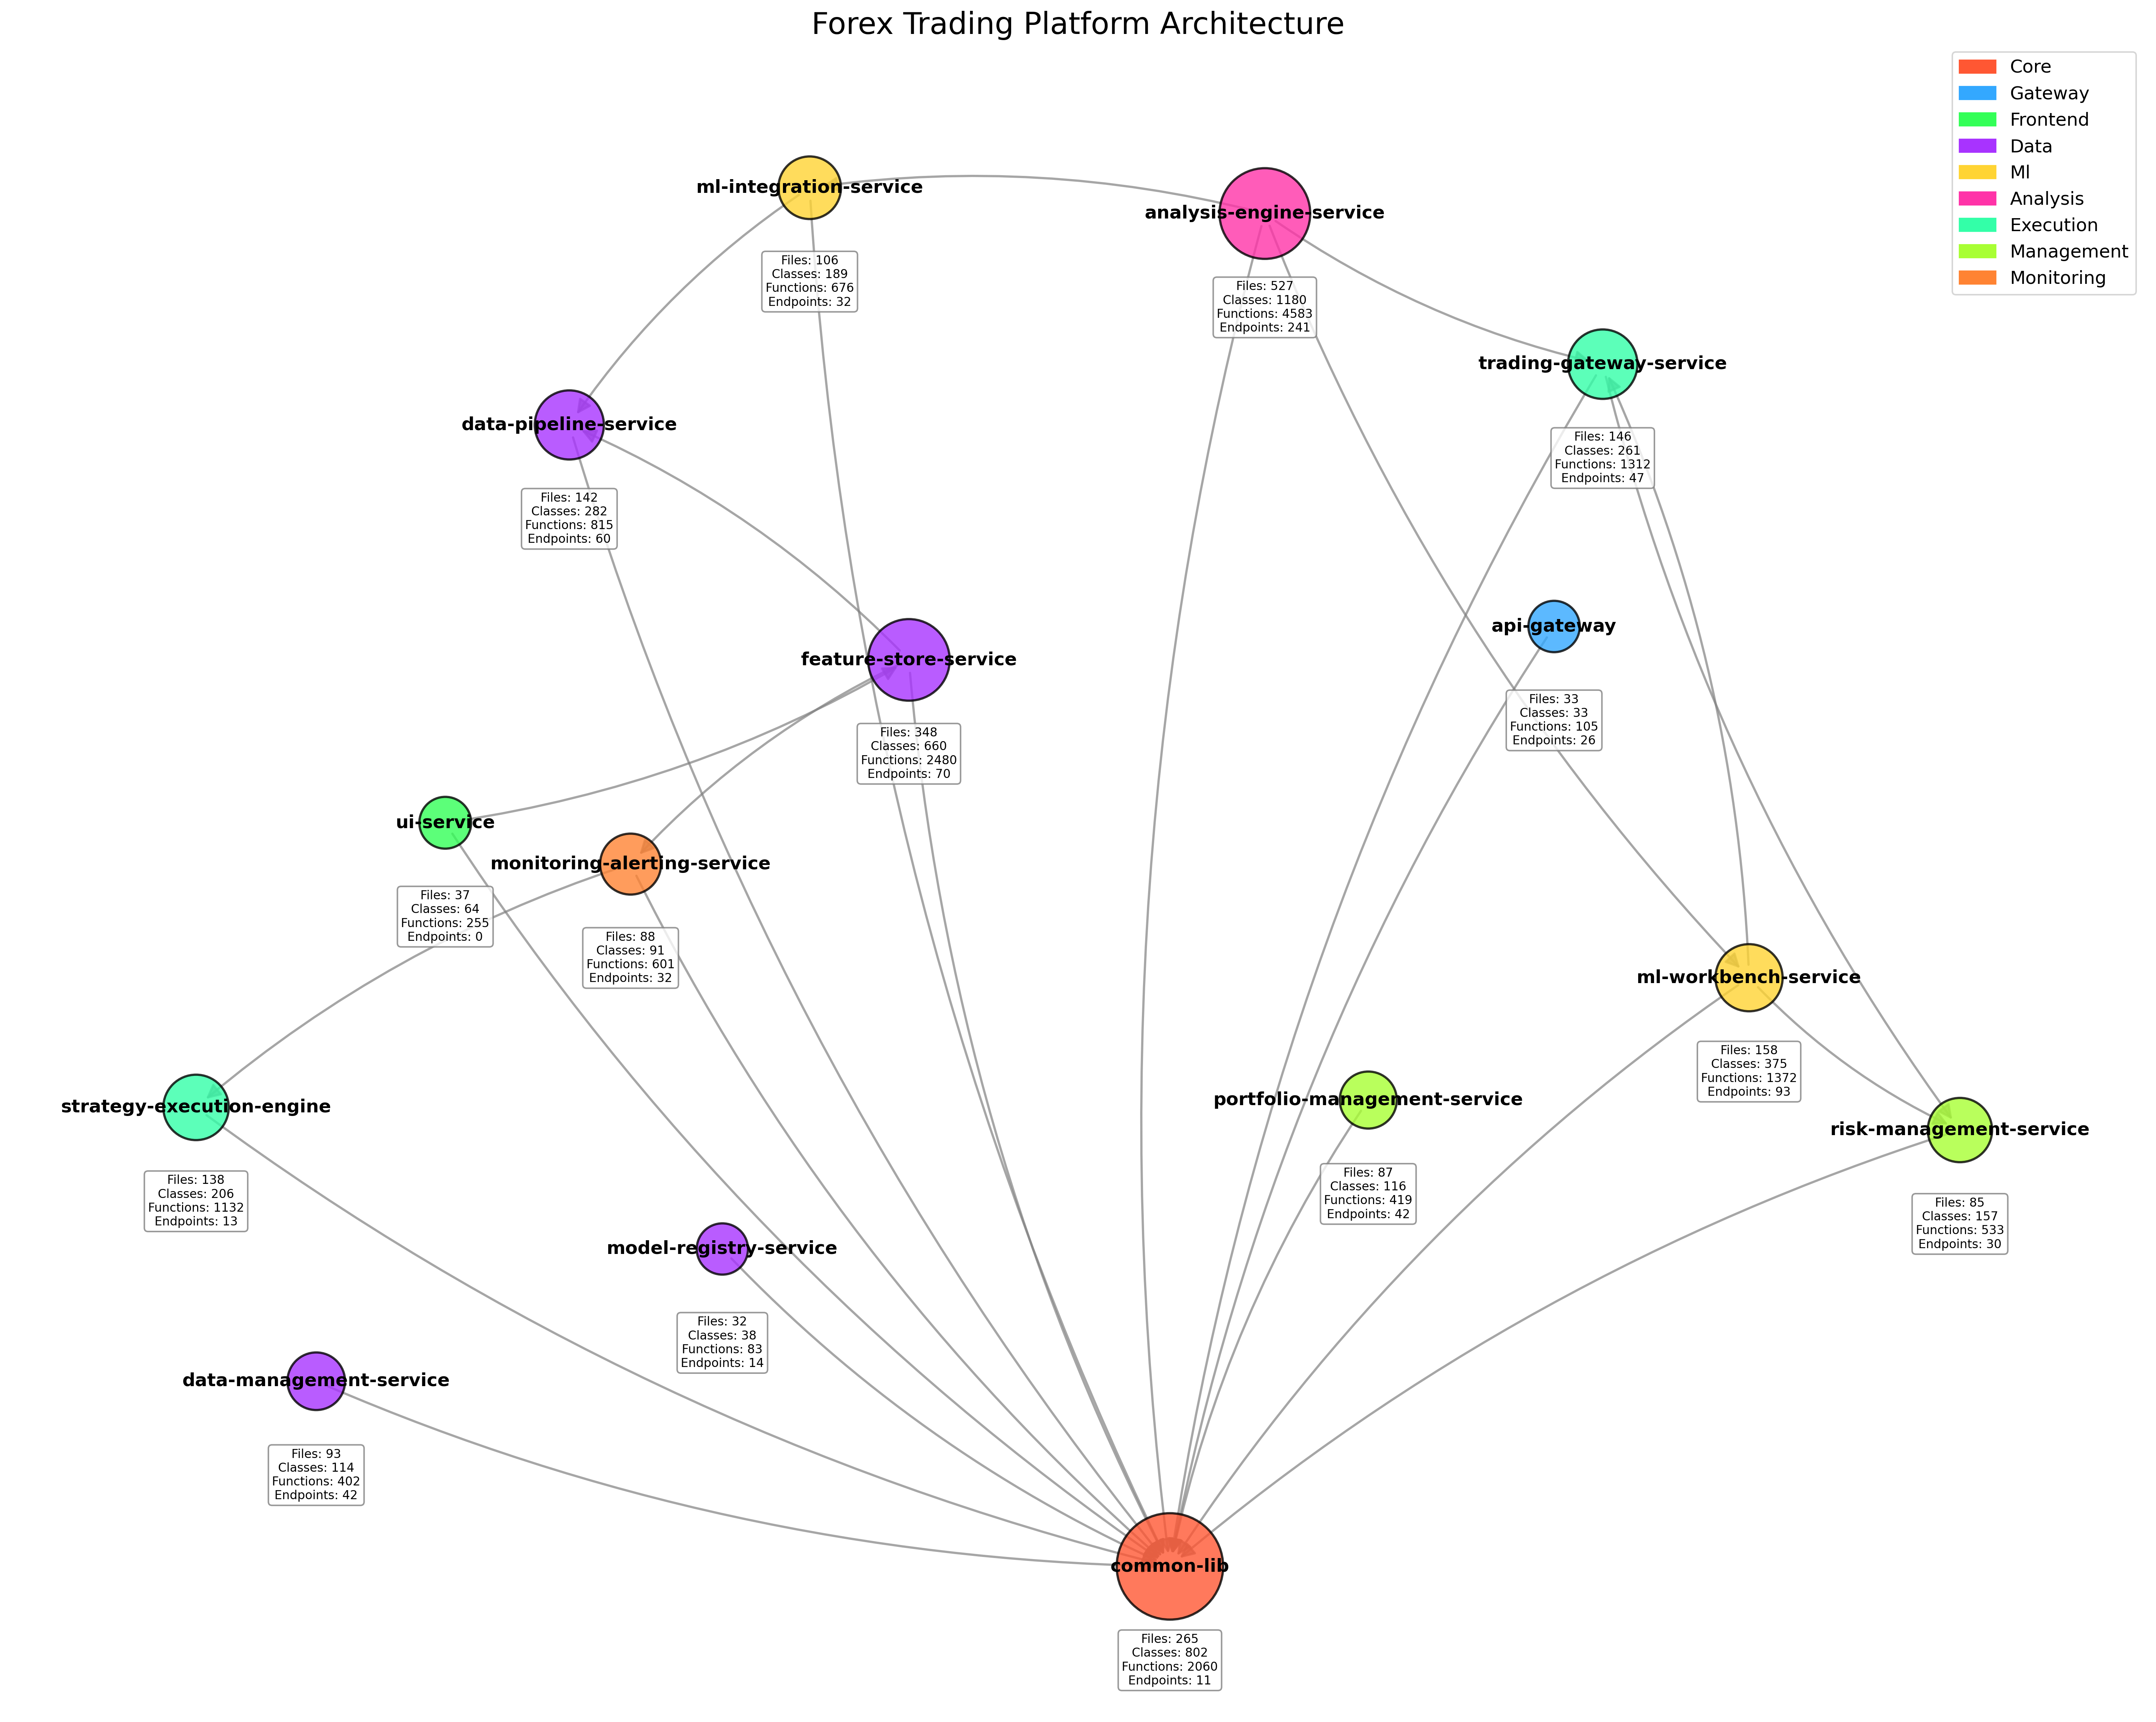 Forex Trading Platform Architecture
Core
Gateway
Frontend
Data
Ml
Analysis
Execution
Management
Monitoring
ml-integration-service
Files: 106
Classes: 189
Functions: 676
Endpoints: 32
analysis-engine-service
Files: 527
Classes: 1180
Functions: 4583
Endpoints: 241
trading-gateway-service
Files: 146
Classes: 261
Functions: 1312
Endpoints: 47
data-pipeline-service
Files: 142
Classes: 282
Functions: 815
Endpoints: 60
api-gateway
Files: 33
Classes: 33
Functions: 105
Endpoints: 26
feature-store-service
Files: 348
Classes: 660
Functions: 2480
Endpoints: 70
ui-service
Files: 37
Classes: 64
Functions: 255
Endpoints: 0
monitoring-alerting-service
Files: 88
Classes: 91
Functions: 601
Endpoints: 32
ml-workbench-service
Files: 158
Classes: 375
Functions: 1372
Endpoints: 93
strategy-execution-engine
Files: 138
Classes: 206
Functions: 1132
Endpoints: 13
portfolio-management-service
Files: 87
Classes: 116
Functions: 419
Endpoints: 42
risk-management-service
Files: 85
Classes: 157
Functions: 533
Endpoints: 30
model-registry-service
Files: 32
Classes: 38
Functions: 83
Endpoints: 14
data-management-service
Files: 93
Classes: 114
Functions: 402
Endpoints: 42
common-lib
Files: 265
Classes: 802
Functions: 2060
Endpoints: 11